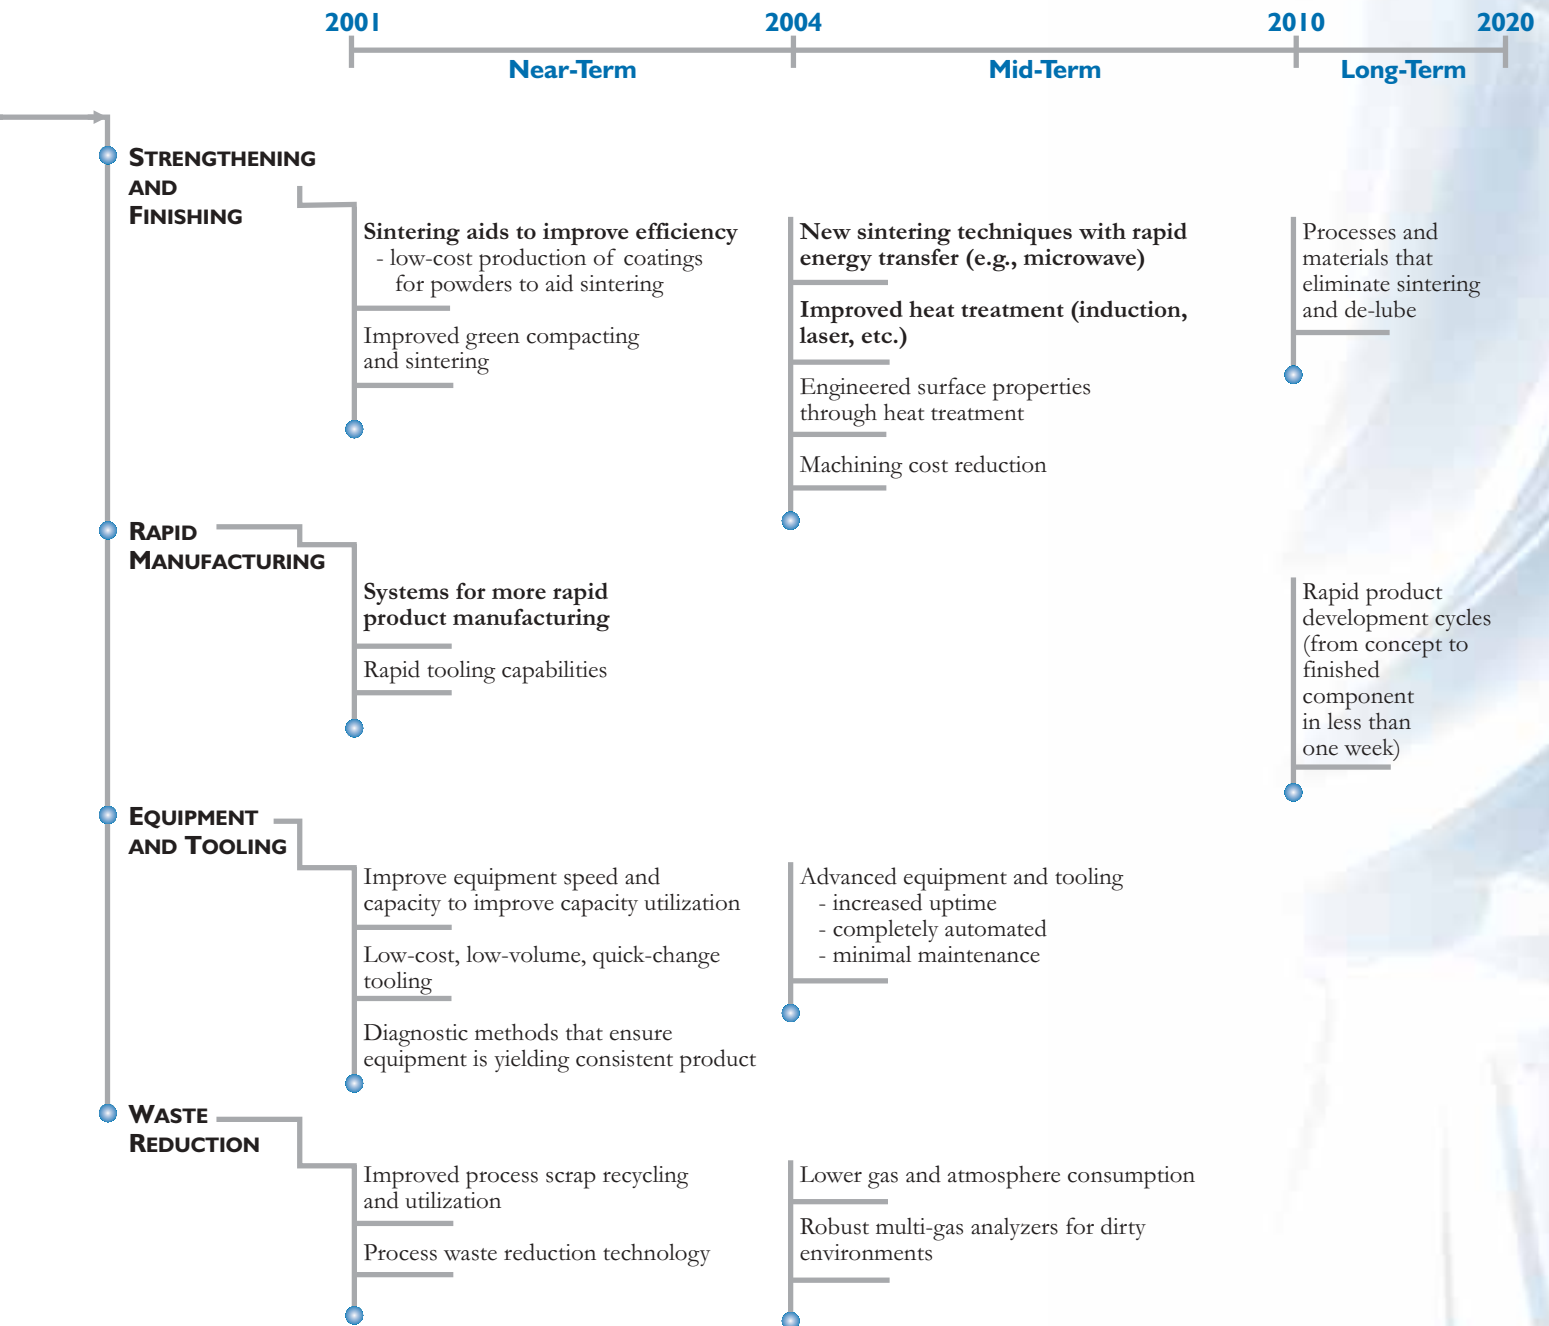 2001 2004 2010 2020
Near-Term Mid-Term Long-Term
STRENGTHENING
AND
FINISHING
Sintering aids to improve efficiency
- low-cost production of coatings
for powders to aid sintering
Improved green compacting
and sintering
New sintering techniques with rapid
energy transfer (e.g., microwave)
Improved heat treatment (induction,
laser, etc.)
Engineered surface properties
through heat treatment
Machining cost reduction
Processes and
materials that
eliminate sintering
and de-lube
RAPID
MANUFACTURING
Systems for more rapid
product manufacturing
Rapid tooling capabilities
Rapid product
development cycles
(from concept to
finished
component
in less than
one week)
EQUIPMENT
AND TOOLING
Improve equipment speed and
capacity to improve capacity utilization
Low-cost, low-volume, quick-change
tooling
Diagnostic methods that ensure
equipment is yielding consistent product
Advanced equipment and tooling
- increased uptime
- completely automated
- minimal maintenance
WASTE
REDUCTION
Improved process scrap recycling
and utilization
Process waste reduction technology
Lower gas and atmosphere consumption
Robust multi-gas analyzers for dirty
environments